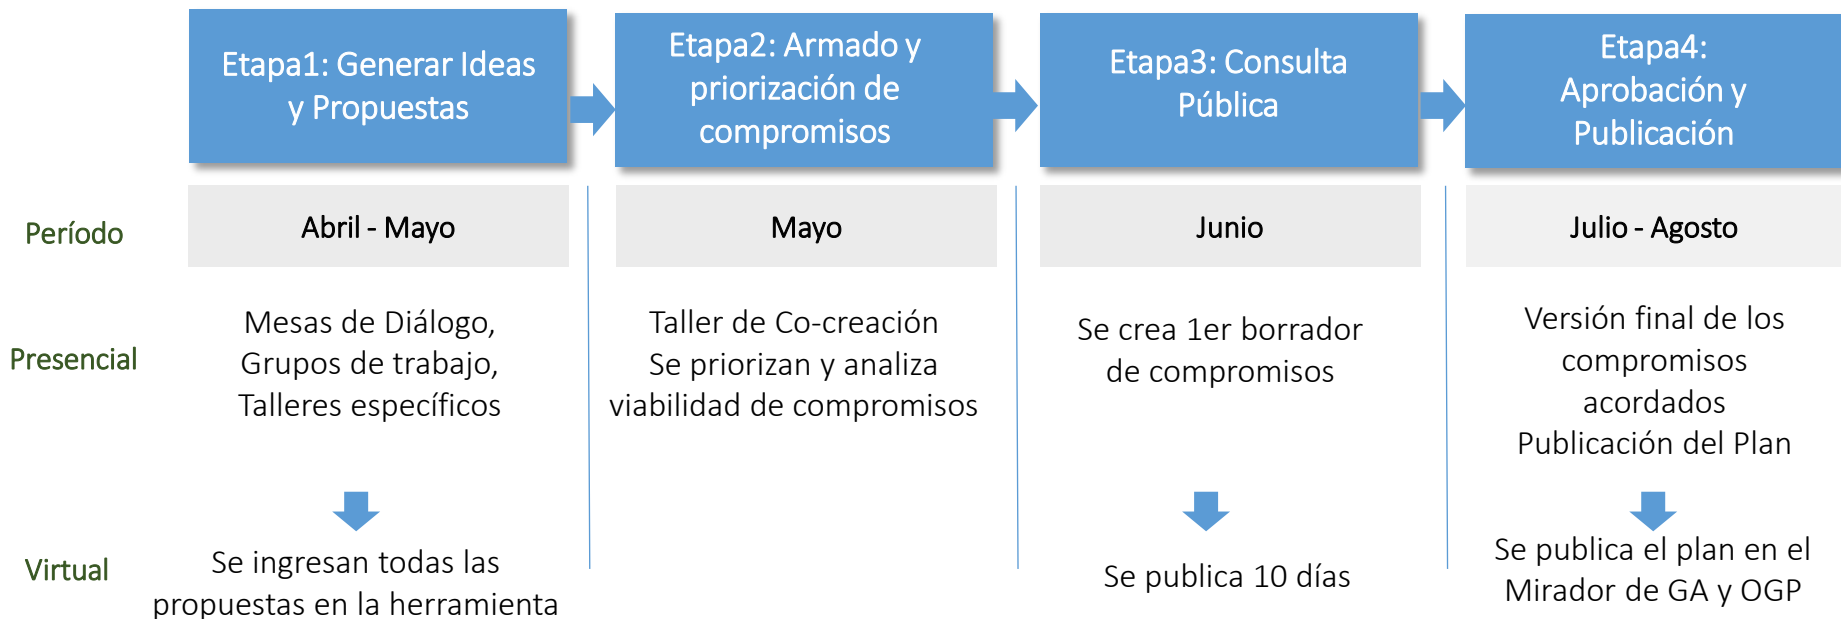 Etapa1: Generar Ideas
y Propuestas
Etapa2: Armado y
priorización de
compromisos
Etapa3: Consulta
Pública
Etapa4:
Aprobación y
Publicación
Período
Abril - Mayo
Mayo
Junio
Julio - Agosto
Presencial
Mesas de Diálogo,
Grupos de trabajo,
Talleres específicos
Taller de Co-creación
Se priorizan y analiza
viabilidad de compromisos
Se crea 1er borrador
de compromisos
Versión final de los
compromisos
acordados
Publicación del Plan
Virtual
Se ingresan todas las
propuestas en la herramienta
Se publica 10 días
Se publica el plan en el
Mirador de GA y OGP